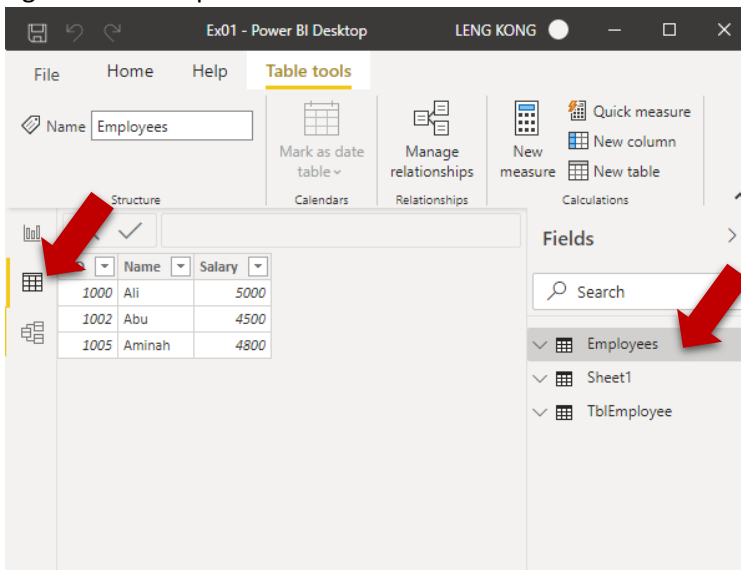 Ex01 - Power BI Desktop
LENG KONG
File
Home
Help
Table tools
Name
Employees
Mark as date
table
Manage
relationships
New
measure
Quick measure
New column
New table
Structure
Calendars
Relationships
Calculations
Fields
Search
Name Salary
1000 Ali 5000
1002 Abu 4500
1005 Aminah 4800
Employees
Sheet1
TblEmployee